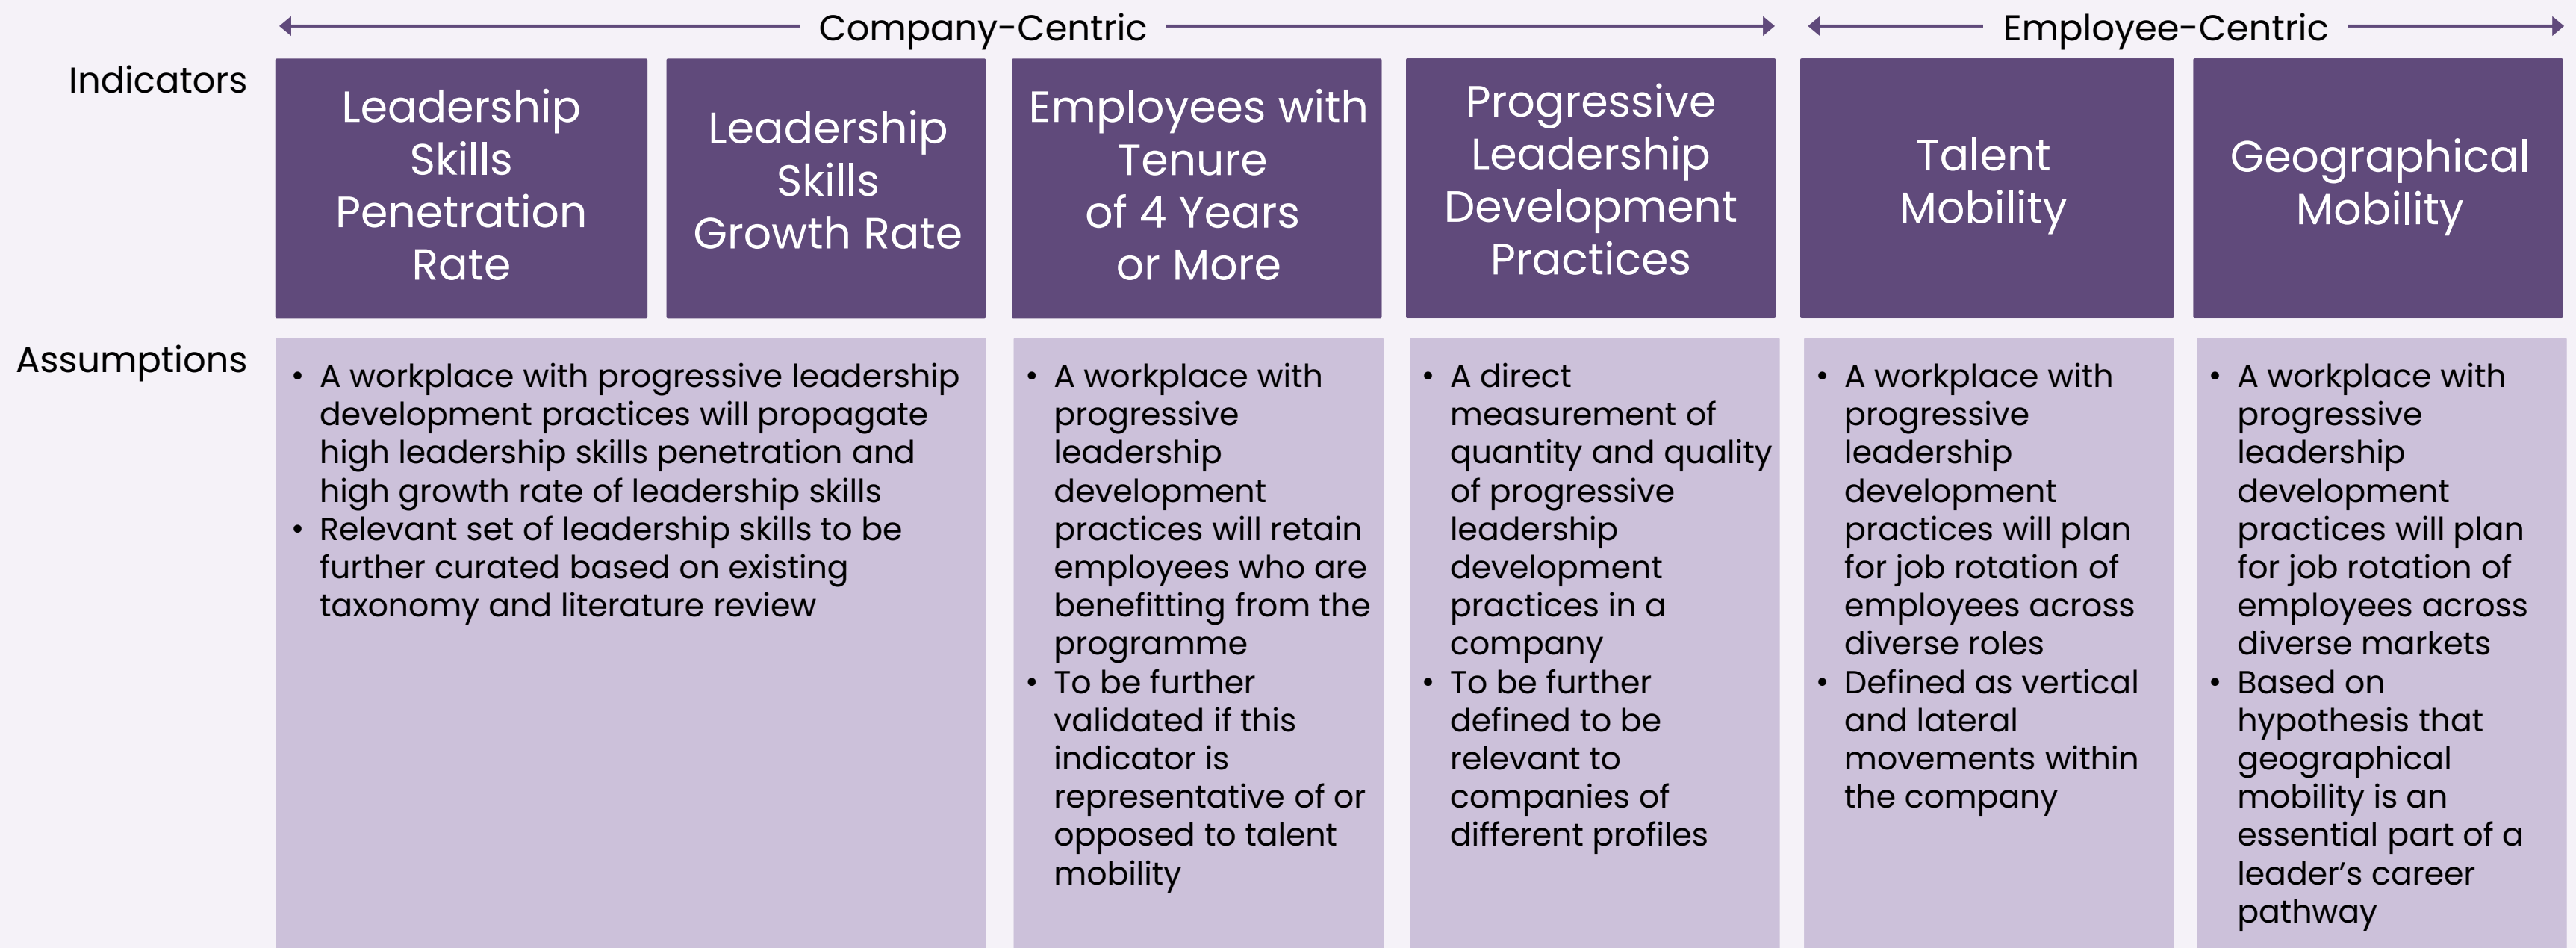 Company-Centric
Employee-Centric
Indicators
Leadership
Skills
Penetration
Rate
Leadership
Skills
Growth Rate
Employees with
Tenure
of 4 Years
or More
Progressive
Leadership
Development
Practices
Talent
Mobility
Geographical
Mobility
Assumptions
• A workplace with progressive leadership
development practices will propagate
high leadership skills penetration and
high growth rate of leadership skills
• Relevant set of leadership skills to be
further curated based on existing
taxonomy and literature review
• A workplace with
progressive
leadership
development
practices will retain
employees who are
benefitting from the
programme
• To be further
validated if this
indicator is
representative of or
opposed to talent
mobility
• A direct
measurement of
quantity and quality
of progressive
leadership
development
practices in a
company
• To be further
defined to be
relevant to
companies of
different profiles
• A workplace with
progressive
leadership
development
practices will plan
for job rotation of
employees across
diverse roles
• Defined as vertical
and lateral
movements within
the company
• A workplace with
progressive
leadership
development
practices will plan
for job rotation of
employees across
diverse markets
• Based on
hypothesis that
geographical
mobility is an
essential part of a
leader’s career
pathway